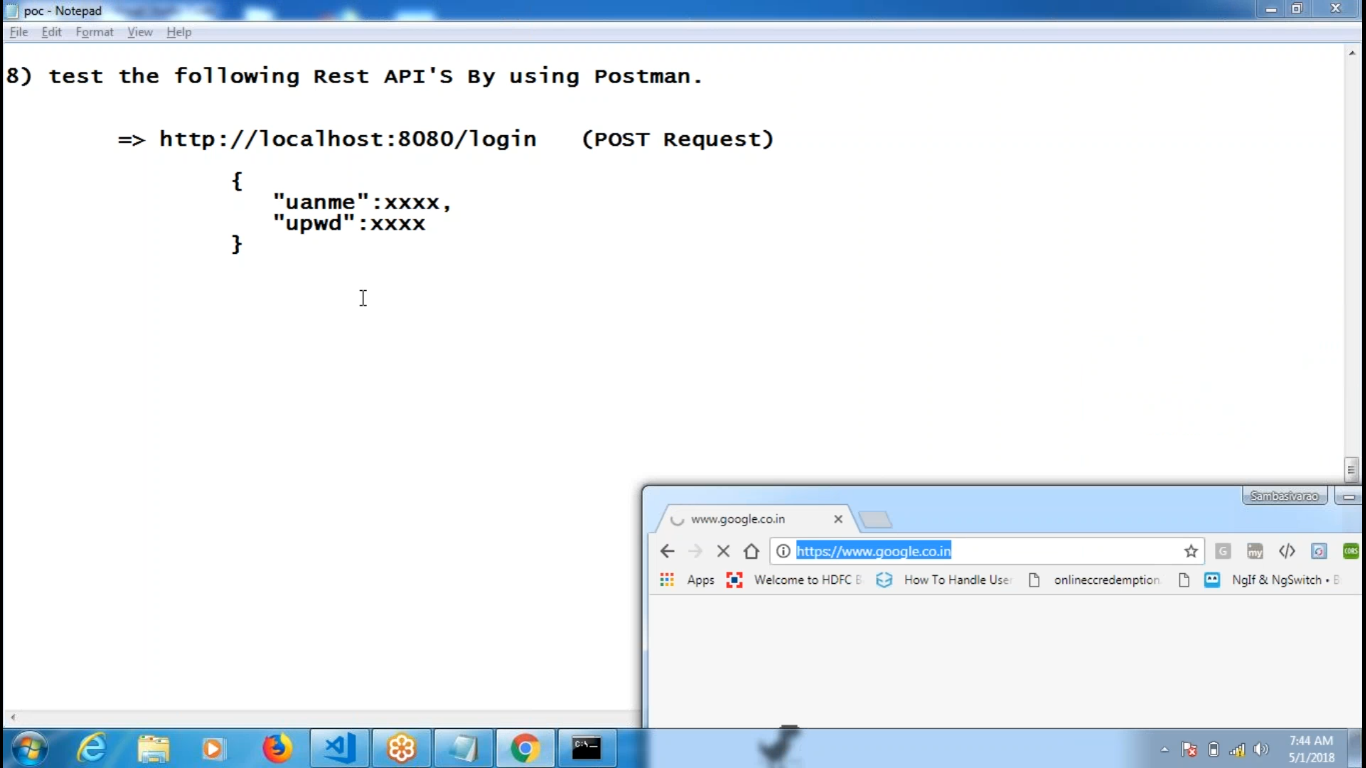 poc - Notepad
File Edit Format View Help
8) test the following Rest API'S By using Postman.
=> http://localhost:8080/login (POST Request)
{
"uanme":xxxx,
"upwd":xxxx
}
Sambasivarao
www.google.co.in
https://www.google.co.in
Apps Welcome to HDFC B How To Handle Use onlineccredemption. NgIf & NgSwitch • B
7:44 AM
5/1/2018